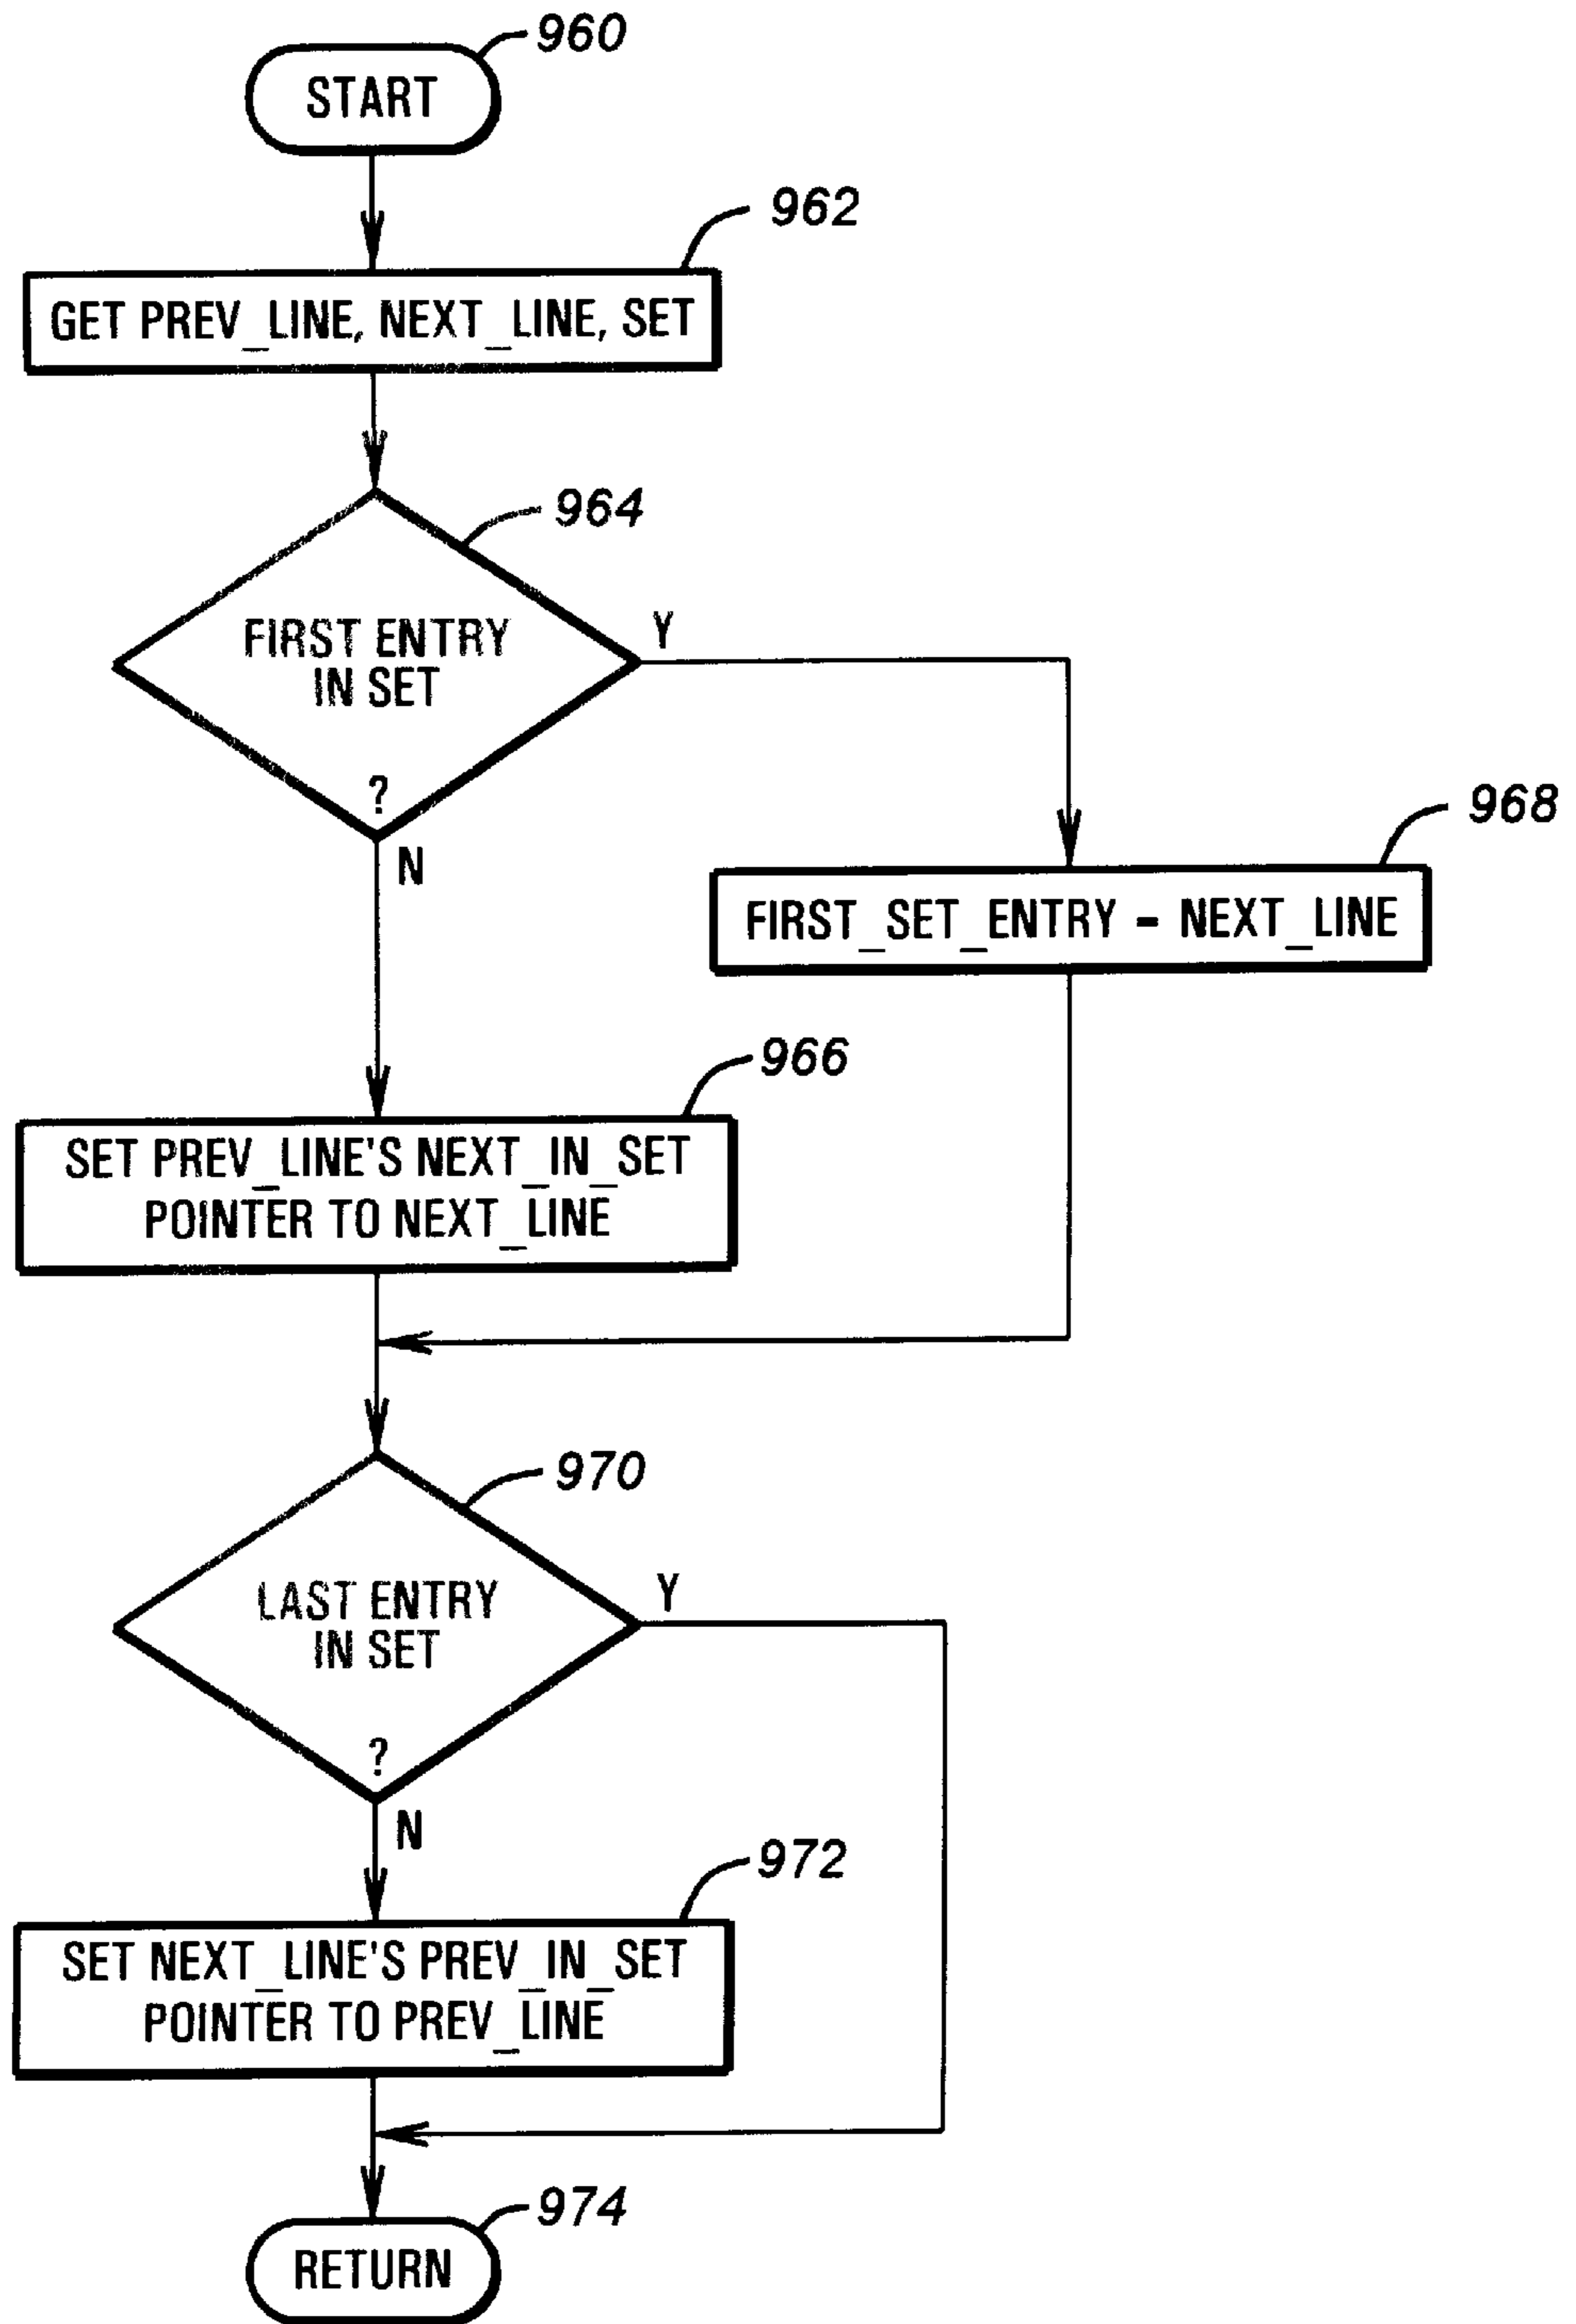 960
START
962
GET PREV_LINE, NEXT_LINE, SET
964
FIRST ENTRY
IN SET
?
Y
N
968
FIRST_SET_ENTRY - NEXT_LINE
966
SET PREV_LINE'S NEXT_IN_SET
POINTER TO NEXT_LINE
970
LAST ENTRY
IN SET
?
Y
N
972
SET NEXT_LINE'S PREV_IN_SET
POINTER TO PREV_LINE
974
RETURN